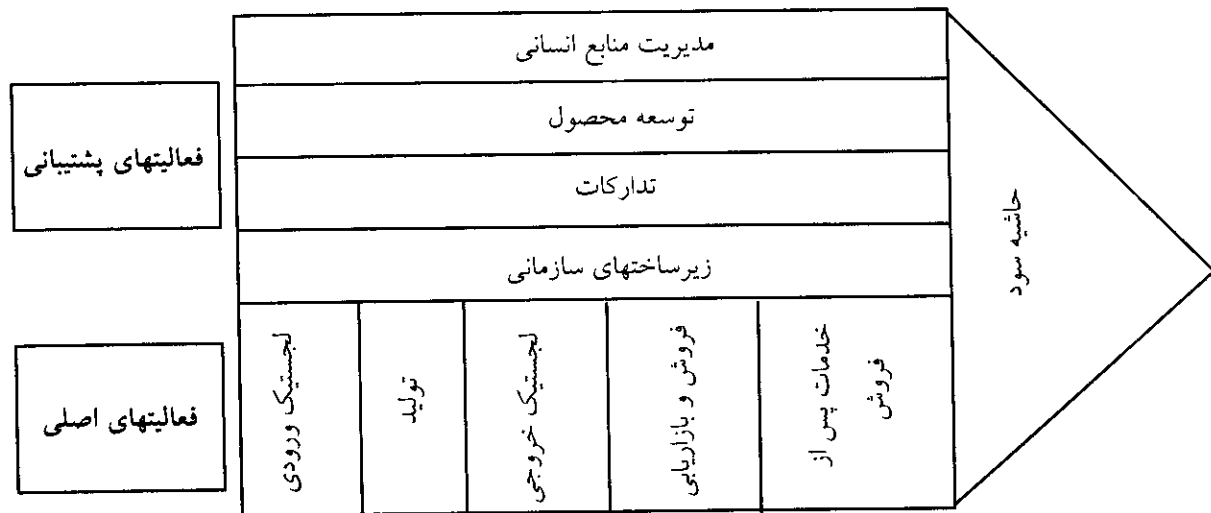 مدیریت منابع انسانی
توسعه محصول
تدارکات
زیرساختهای سازمانی
فعالیتهای پشتیبانی
حاشیه سود
فعالیتهای اصلی
لجستیک ورودی
تولید
لجستیک خروجی
فروش و بازاریابی
خدمات پس از
فروش